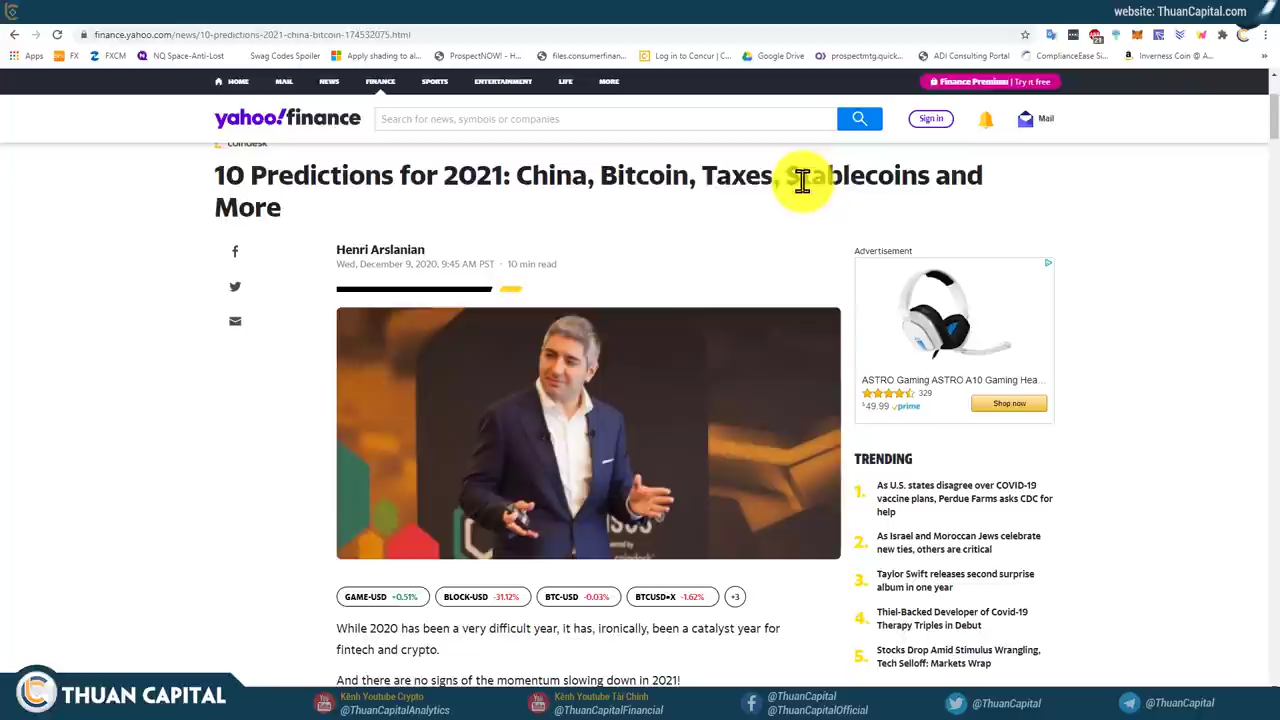 website: ThuanCapital.com
finance.yahoo.com/news/10-predictions-2021-china-bitcoin-174532075.html
21
Apps
FX
FXCM
NQ Space-Anti-Lost
Swag Codes Spoiler
Apply shading to al...
ProspectNOW! - R...
files.consumerfinan...
Log in to Concur | C...
Google Drive
prospectmtg.quick...
ADI Consulting Portal
ComplianceEase Si...
Inverness Coin @ A...
HOME
MAIL
NEWS
FINANCE
SPORTS
ENTERTAINMENT
LIFE
MORE
Finance Premium | Try it free
yahoo!finance
Search for news, symbols or companies
Sign in
Mail
coindesk
10 Predictions for 2021: China, Bitcoin, Taxes, Stablecoins and
More
Henri Arslanian
Wed, December 9, 2020, 9:45 AM PST · 10 min read
Advertisement
ASTRO Gaming ASTRO A10 Gaming Hea...
329
$49.99 prime
Shop now
TRENDING
1. As U.S. states disagree over COVID-19
vaccine plans, Perdue Farms asks CDC for
help
2. As Israel and Moroccan Jews celebrate
new ties, others are critical
3. Taylor Swift releases second surprise
album in one year
4. Thiel-Backed Developer of Covid-19
Therapy Triples in Debut
5. Stocks Drop Amid Stimulus Wrangling,
Tech Selloff: Markets Wrap
coindesk
GAME-USD +0.51%
BLOCK-USD -31.12%
BTC-USD -0.03%
BTCUSD=X -1.62%
+3
While 2020 has been a very difficult year, it has, ironically, been a catalyst year for
fintech and crypto.
And there are no signs of the momentum slowing down in 2021!
THUAN CAPITAL
Kênh Youtube Crypto
@ThuanCapitalAnalytics
Kênh Youtube Tài Chính
@ThuanCapitalFinancial
@ThuanCapital
@ThuanCapitalOfficial
@ThuanCapital
@ThuanCapital